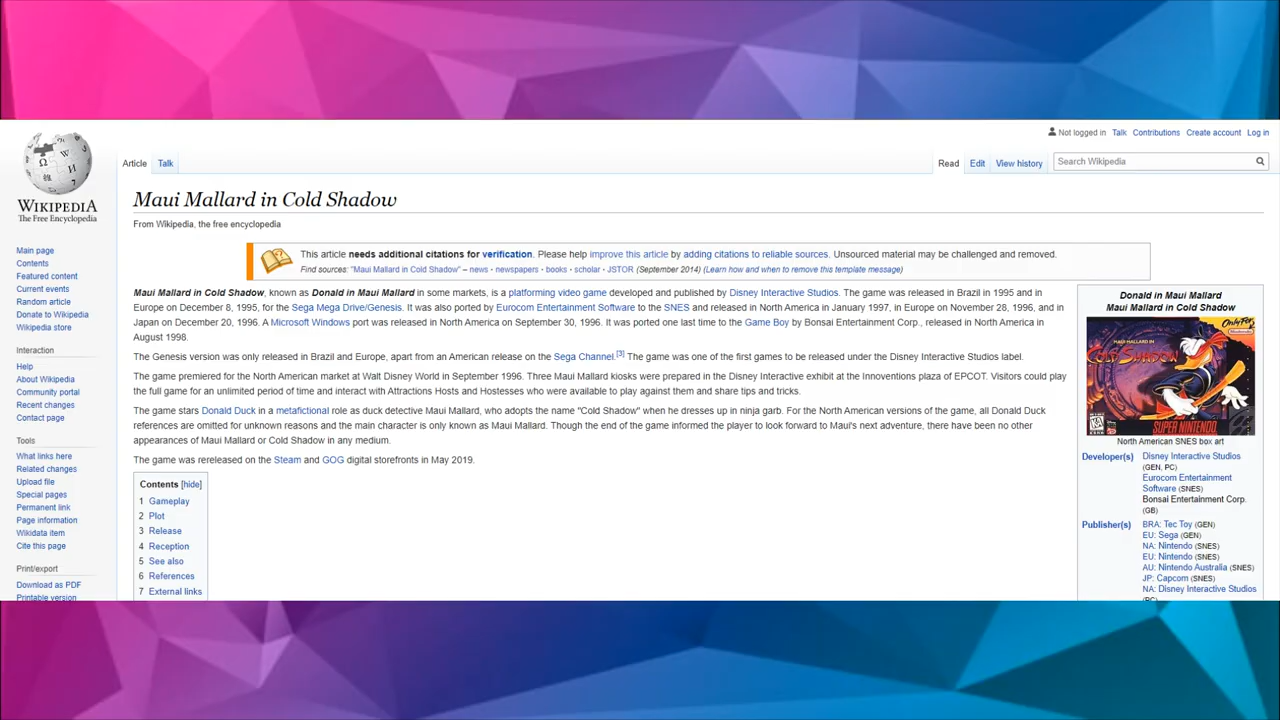 Not logged in Talk Contributions Create account Log in
Article Talk Read Edit View history Search Wikipedia
WIKIPEDIA
The Free Encyclopedia
Main page
Contents
Featured content
Current events
Random article
Donate to Wikipedia
Wikipedia store
Interaction
Help
About Wikipedia
Community portal
Recent changes
Contact page
Tools
What links here
Related changes
Upload file
Special pages
Permanent link
Page information
Wikidata item
Cite this page
Print/export
Download as PDF
Printable version
Maui Mallard in Cold Shadow
From Wikipedia, the free encyclopedia
This article needs additional citations for verification. Please help improve this article by adding citations to reliable sources. Unsourced material may be challenged and removed.
Find sources: "Maui Mallard in Cold Shadow" – news · newspapers · books · scholar · JSTOR (September 2014) (Learn how and when to remove this template message)
Maui Mallard in Cold Shadow, known as Donald in Maui Mallard in some markets, is a platforming video game developed and published by Disney Interactive Studios. The game was released in Brazil in 1995 and in
Europe on December 8, 1995, for the Sega Mega Drive/Genesis. It was also ported by Eurocom Entertainment Software to the SNES and released in North America in January 1997, in Europe on November 28, 1996, and in
Japan on December 20, 1996. A Microsoft Windows port was released in North America on September 30, 1996. It was ported one last time to the Game Boy by Bonsai Entertainment Corp., released in North America in
August 1998.
The Genesis version was only released in Brazil and Europe, apart from an American release on the Sega Channel.[3] The game was one of the first games to be released under the Disney Interactive Studios label.
The game premiered for the North American market at Walt Disney World in September 1996. Three Maui Mallard kiosks were prepared in the Disney Interactive exhibit at the Innoventions plaza of EPCOT. Visitors could play
the full game for an unlimited period of time and interact with Attractions Hosts and Hostesses who were available to play against them and share tips and tricks.
The game stars Donald Duck in a metafictional role as duck detective Maui Mallard, who adopts the name "Cold Shadow" when he dresses up in ninja garb. For the North American versions of the game, all Donald Duck
references are omitted for unknown reasons and the main character is only known as Maui Mallard. Though the end of the game informed the player to look forward to Maui's next adventure, there have been no other
appearances of Maui Mallard or Cold Shadow in any medium.
The game was rereleased on the Steam and GOG digital storefronts in May 2019.
Contents [hide]
1 Gameplay
2 Plot
3 Release
4 Reception
5 See also
6 References
7 External links
Donald in Maui Mallard
Maui Mallard in Cold Shadow
Only For
Nintendo
MAUI MALLARD IN
COLD SHADOW
SUPER NINTENDO
North American SNES box art
Developer(s) Disney Interactive Studios
(GEN, PC)
Eurocom Entertainment
Software (SNES)
Bonsai Entertainment Corp.
(GB)
Publisher(s) BRA: Tec Toy (GEN)
EU: Sega (GEN)
NA: Nintendo (SNES)
EU: Nintendo (SNES)
AU: Nintendo Australia (SNES)
JP: Capcom (SNES)
NA: Disney Interactive Studios
(PC)